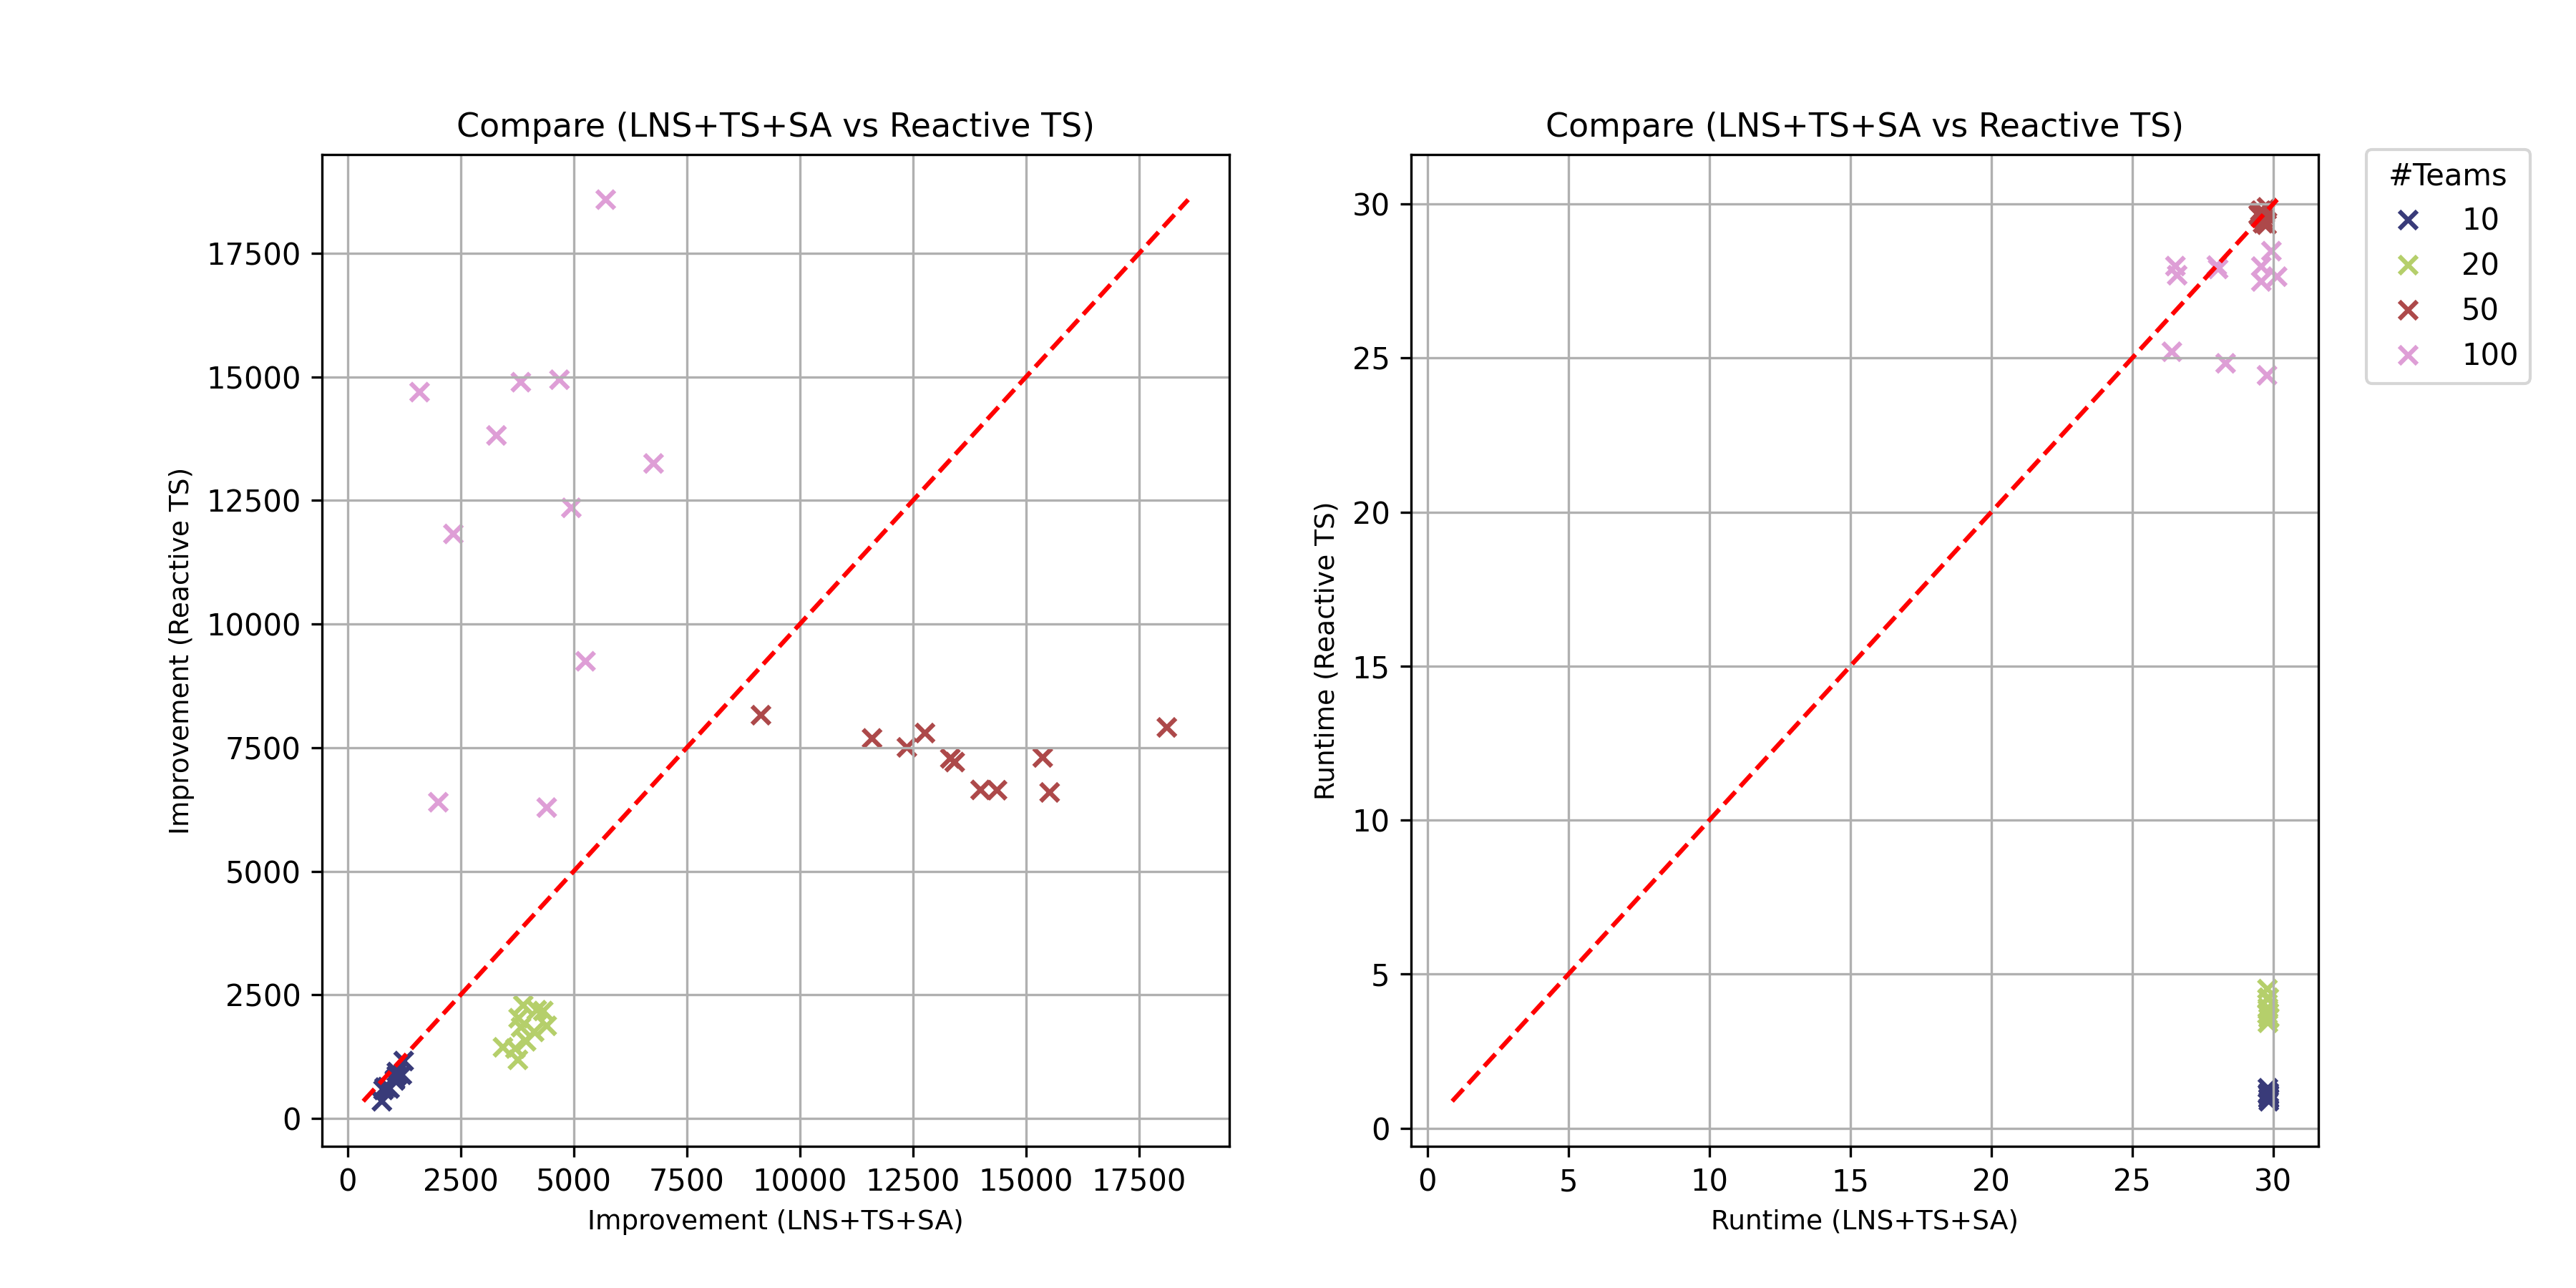 Compare (LNS+TS+SA vs Reactive TS)
Improvement (Reactive TS)
17500
15000
12500
10000
7500
5000
2500
0
0 2500 5000 7500 10000 12500 15000 17500
Improvement (LNS+TS+SA)
Compare (LNS+TS+SA vs Reactive TS)
Runtime (Reactive TS)
30
25
20
15
10
5
0
0 5 10 15 20 25 30
Runtime (LNS+TS+SA)
#Teams
10
20
50
100